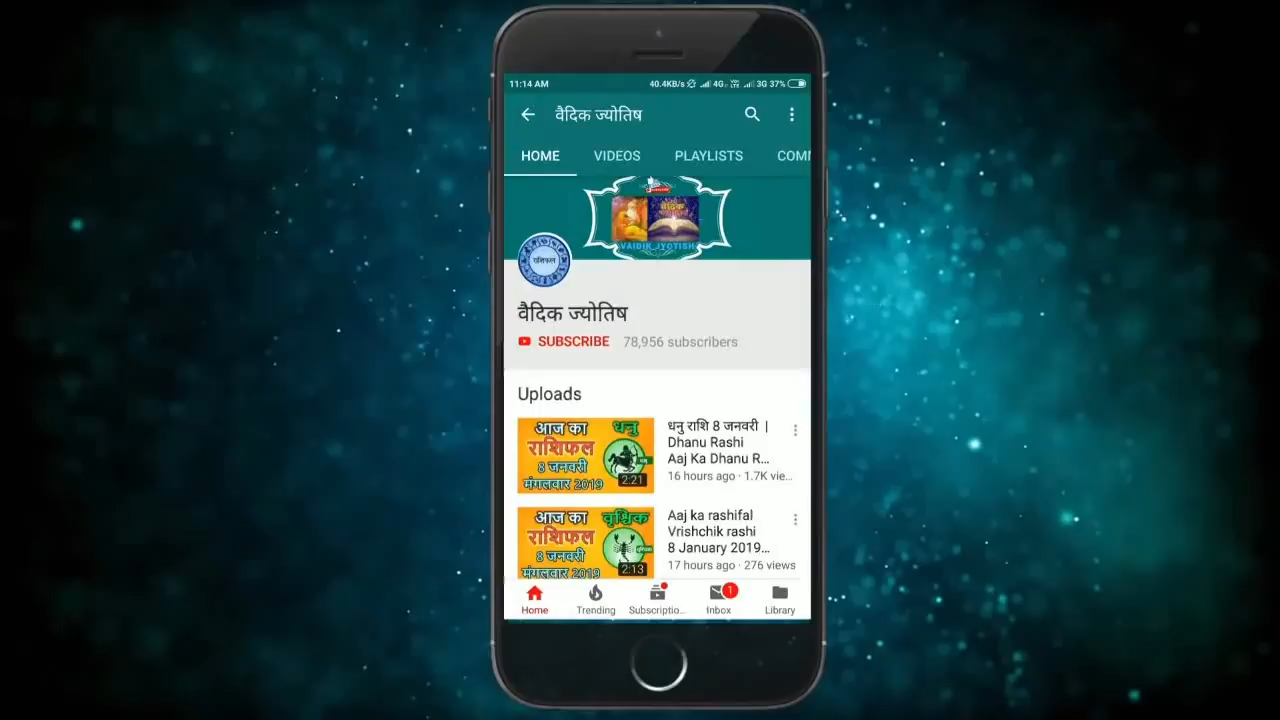 11:14 AM
40.4KB/s 4G VoLTE 3G 37%
वैदिक ज्योतिष
HOME VIDEOS PLAYLISTS COMM
वैदिक
VAIDIK JYOTISH
राशिफल
वैदिक ज्योतिष
SUBSCRIBE 78,956 subscribers
Uploads
आज का धनु
राशिफल
8 जनवरी
मंगलवार 2019
2:21
धनु राशि 8 जनवरी |
Dhanu Rashi
Aaj Ka Dhanu R...
16 hours ago · 1.7K vie...
आज का वृश्चिक
राशिफल
8 जनवरी
मंगलवार 2019
2:13
Aaj ka rashifal
Vrishchik rashi
8 January 2019...
17 hours ago · 276 views
1
Home Trending Subscriptio... Inbox Library